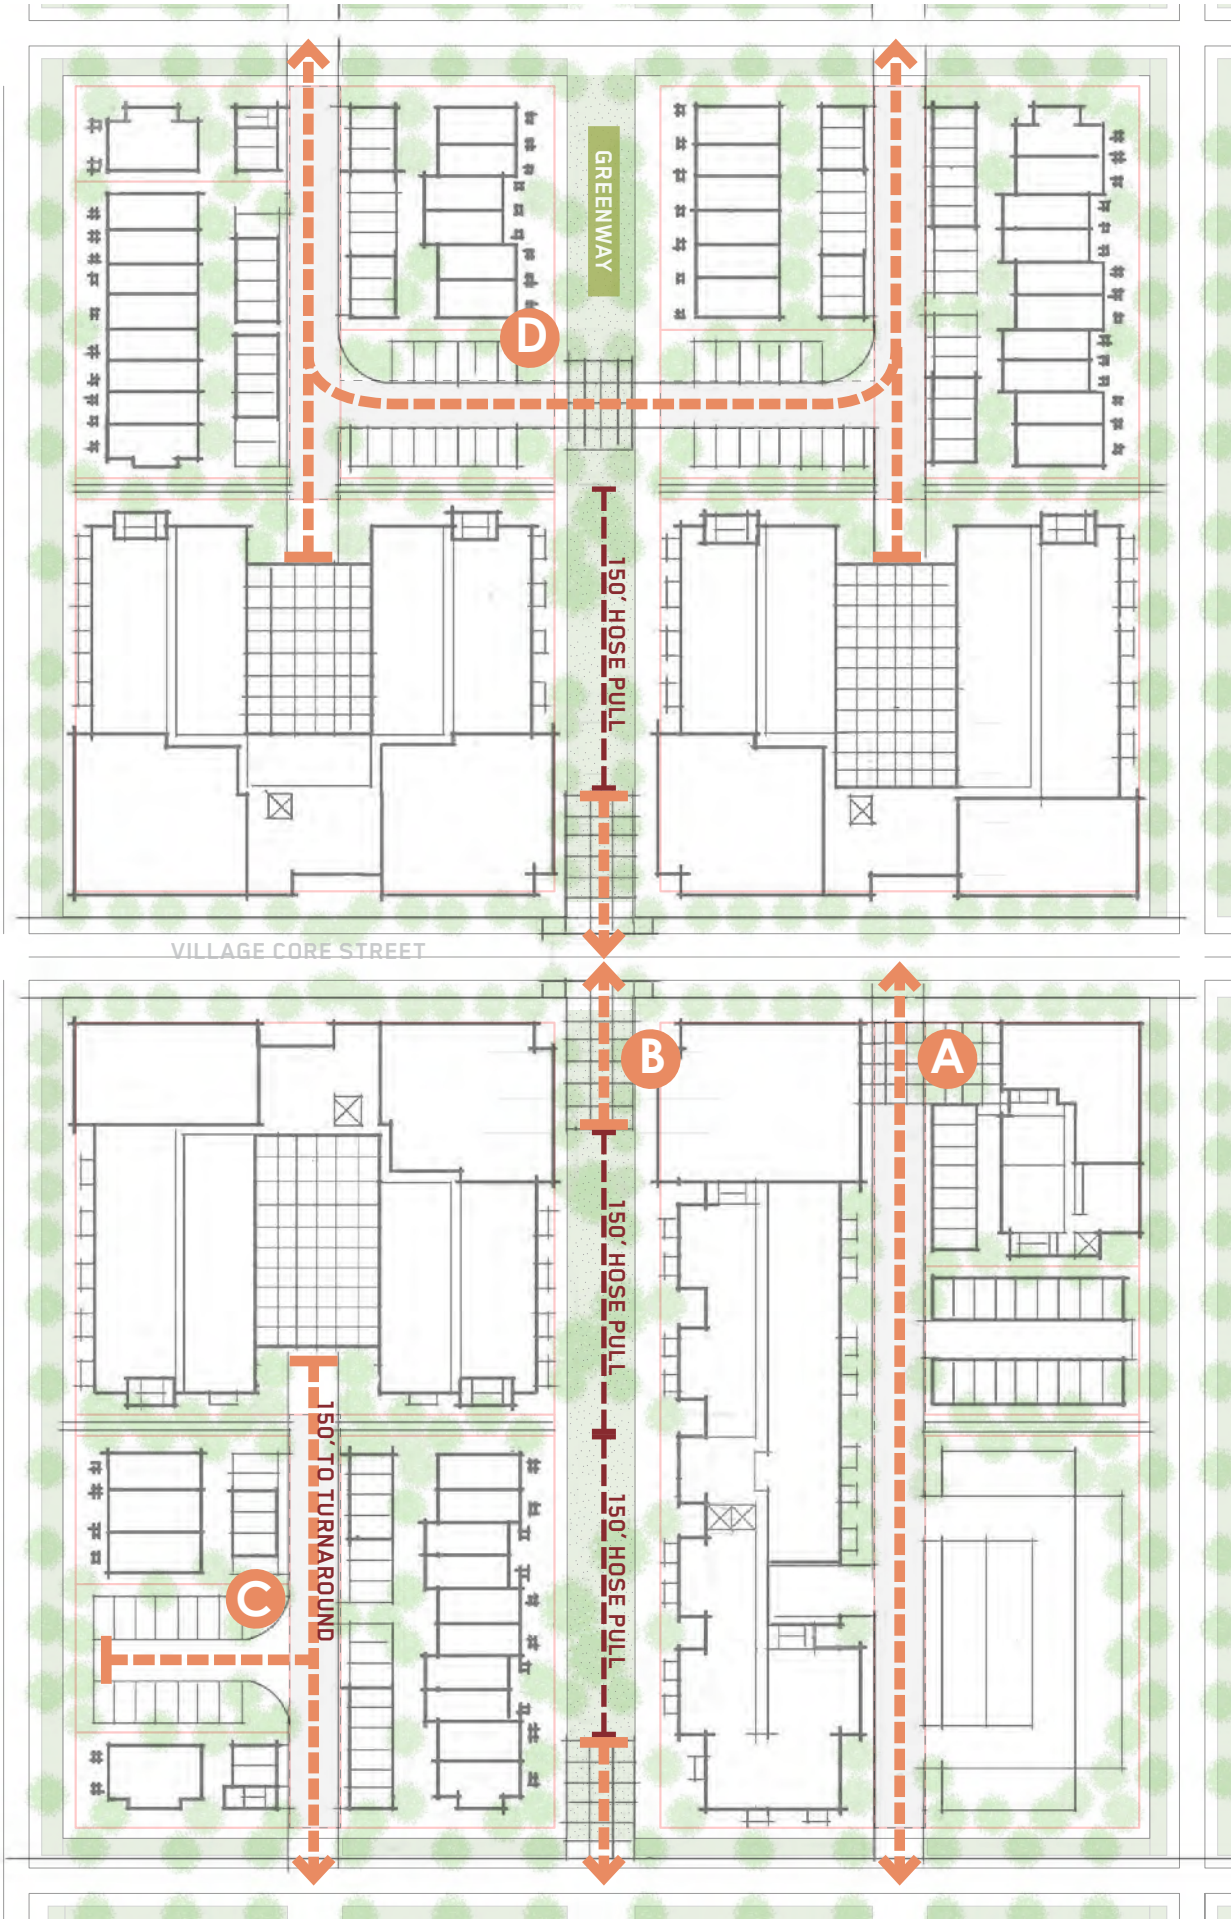 GREENWAY
D
150' HOSE PULL
VILLAGE CORE STREET
B
A
150' HOSE PULL
150' TO TURNAROUND
150' HOSE PULL
C